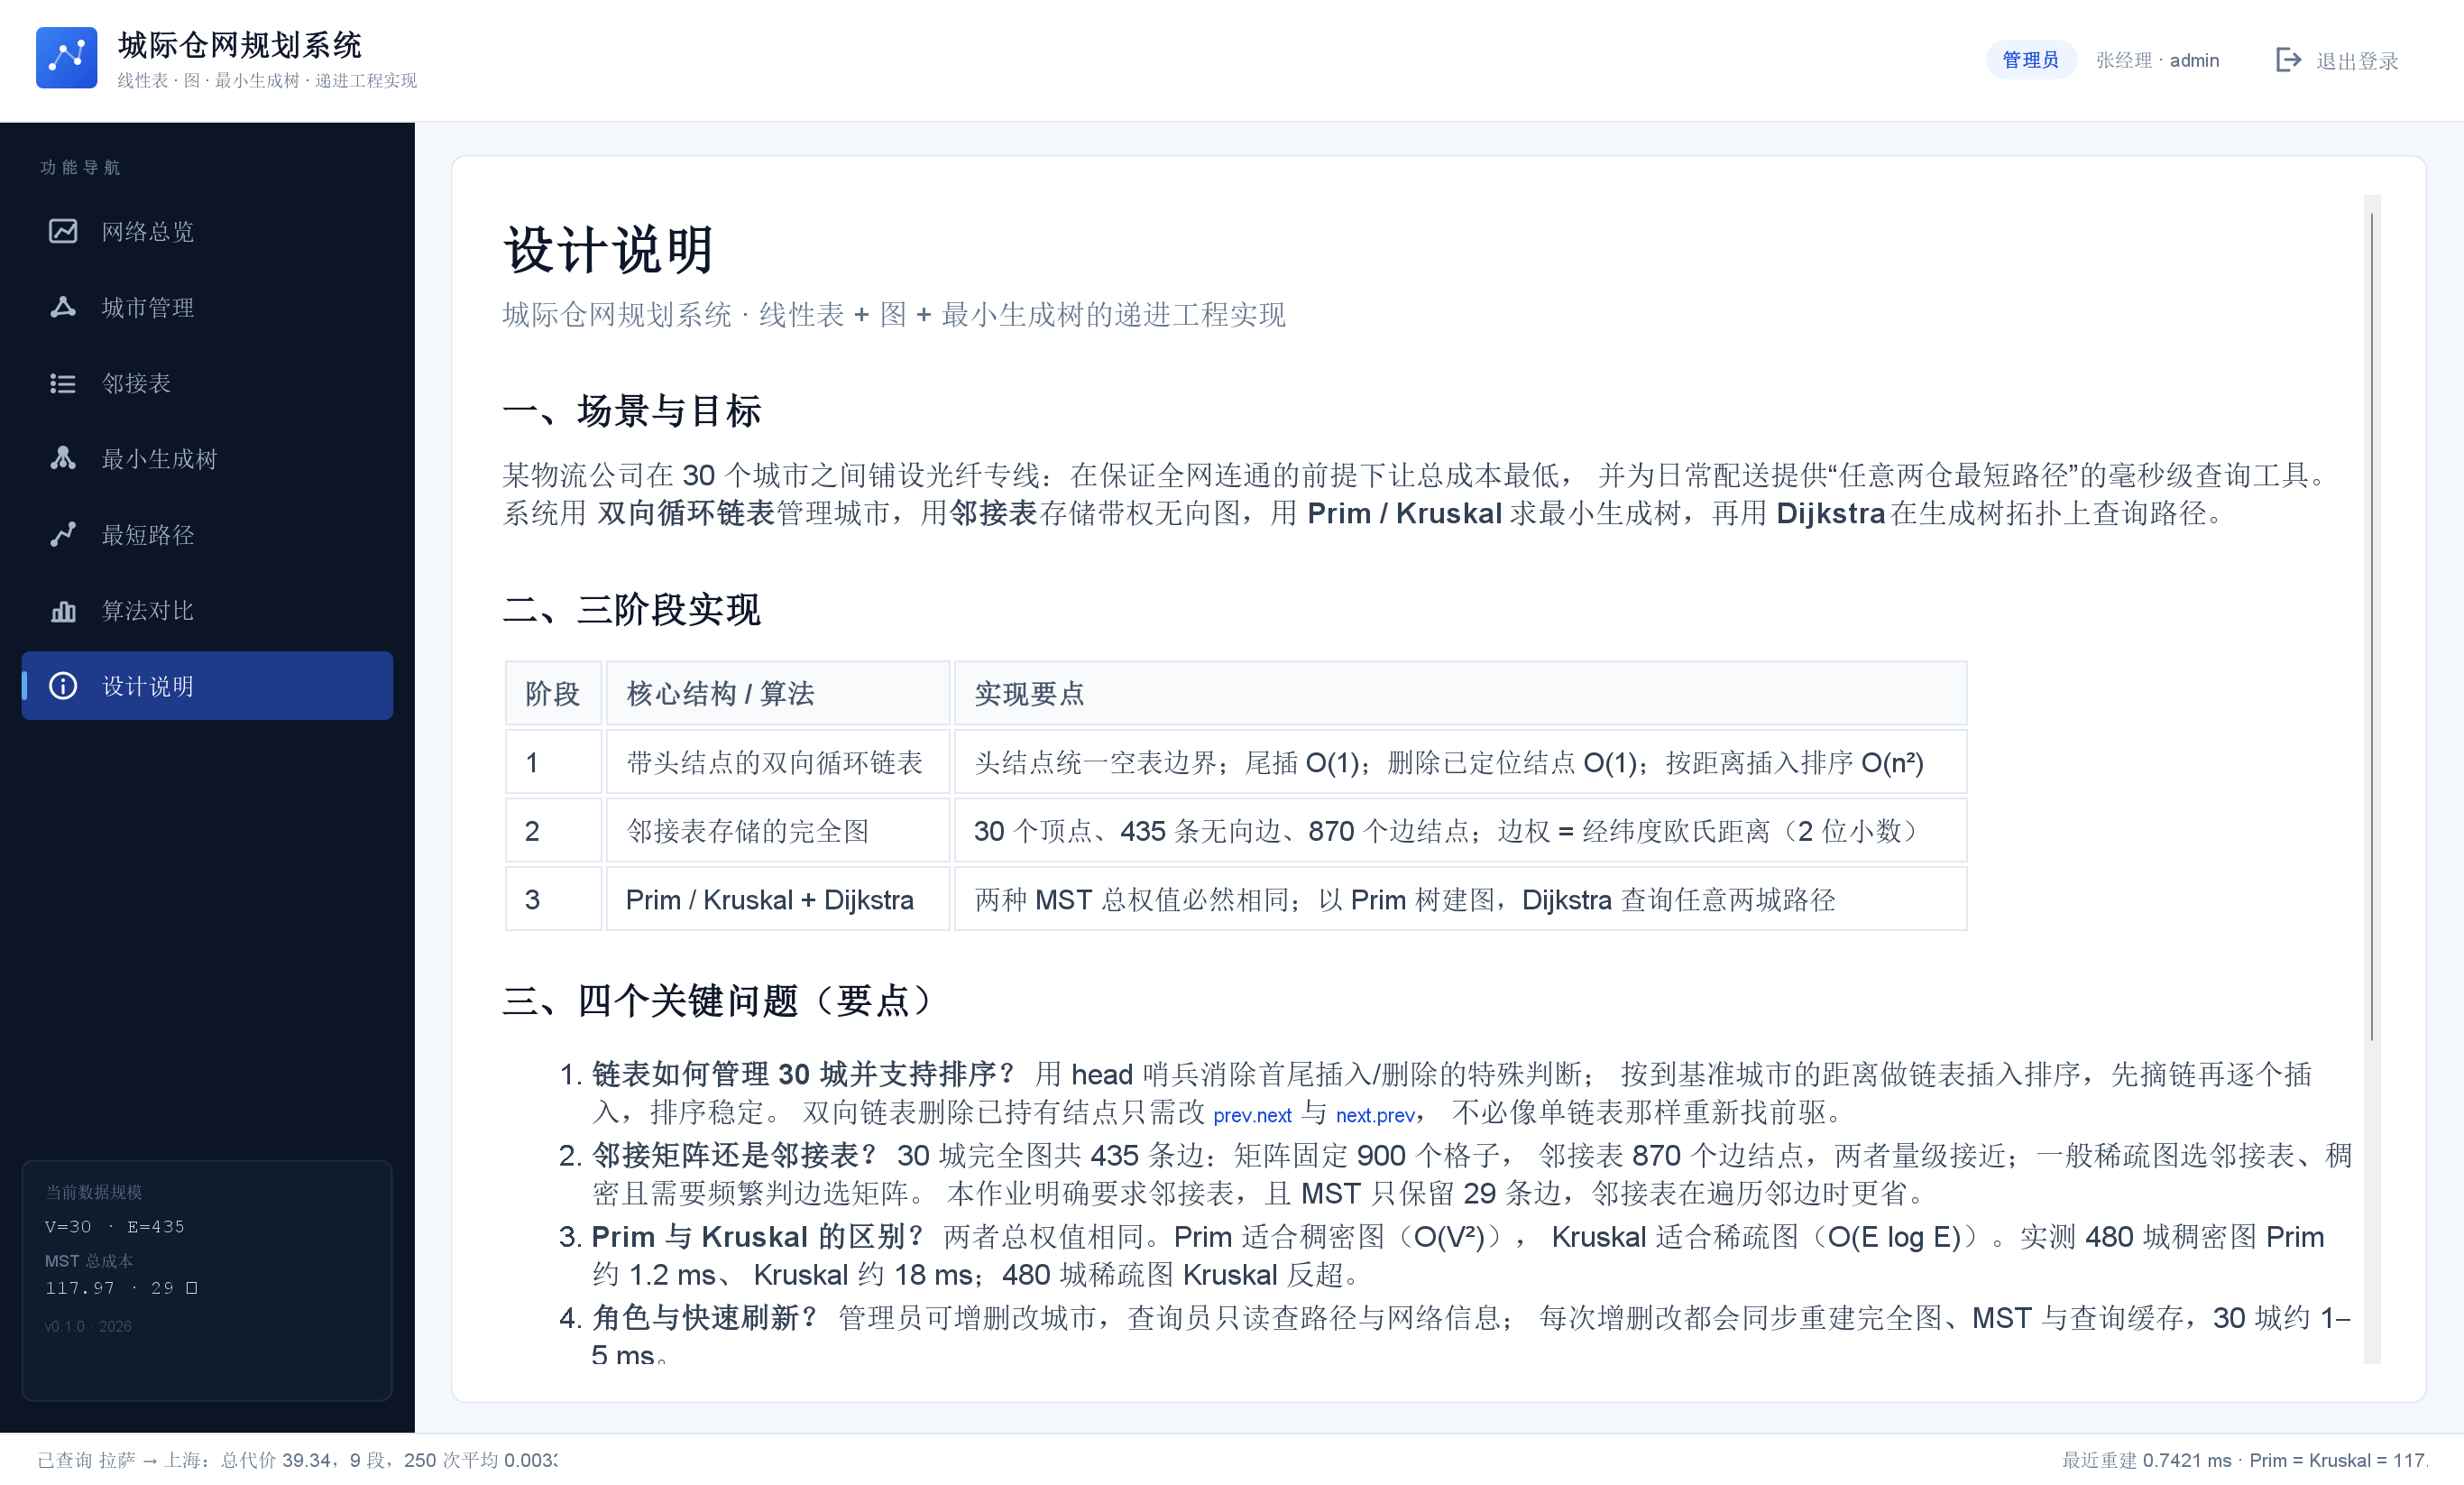 城际仓网规划系统
线性表 · 图 · 最小生成树 · 递进工程实现
管理员
张经理 · admin
退出登录
功能导航
网络总览
城市管理
邻接表
最小生成树
最短路径
算法对比
设计说明
当前数据规模
V=30 · E=435
MST 总成本
117.97 · 29 □
v0.1.0 · 2026
设计说明
城际仓网规划系统 · 线性表 + 图 + 最小生成树的递进工程实现
一、场景与目标
某物流公司在 30 个城市之间铺设光纤专线：在保证全网连通的前提下让总成本最低， 并为日常配送提供“任意两仓最短路径”的毫秒级查询工具。
系统用 双向循环链表管理城市，用邻接表存储带权无向图，用 Prim / Kruskal 求最小生成树，再用 Dijkstra 在生成树拓扑上查询路径。
二、三阶段实现
阶段 核心结构 / 算法 实现要点
1 带头结点的双向循环链表 头结点统一空表边界；尾插 O(1)；删除已定位结点 O(1)；按距离插入排序 O(n²)
2 邻接表存储的完全图 30 个顶点、435 条无向边、870 个边结点；边权 = 经纬度欧氏距离（2 位小数）
3 Prim / Kruskal + Dijkstra 两种 MST 总权值必然相同；以 Prim 树建图，Dijkstra 查询任意两城路径
三、四个关键问题（要点）
1. 链表如何管理 30 城并支持排序？ 用 head 哨兵消除首尾插入/删除的特殊判断； 按到基准城市的距离做链表插入排序，先摘链再逐个插
入，排序稳定。 双向链表删除已持有结点只需改 prev.next 与 next.prev， 不必像单链表那样重新找前驱。
2. 邻接矩阵还是邻接表？ 30 城完全图共 435 条边：矩阵固定 900 个格子， 邻接表 870 个边结点，两者量级接近；一般稀疏图选邻接表、稠
密且需要频繁判边选矩阵。 本作业明确要求邻接表，且 MST 只保留 29 条边，邻接表在遍历邻边时更省。
3. Prim 与 Kruskal 的区别？ 两者总权值相同。Prim 适合稠密图（O(V²)）， Kruskal 适合稀疏图（O(E log E)）。实测 480 城稠密图 Prim
约 1.2 ms、 Kruskal 约 18 ms；480 城稀疏图 Kruskal 反超。
4. 角色与快速刷新？ 管理员可增删改城市，查询员只读查路径与网络信息； 每次增删改都会同步重建完全图、MST 与查询缓存，30 城约 1–
5 ms。
已查询 拉萨 → 上海：总代价 39.34，9 段，250 次平均 0.003
最近重建 0.7421 ms · Prim = Kruskal = 117.